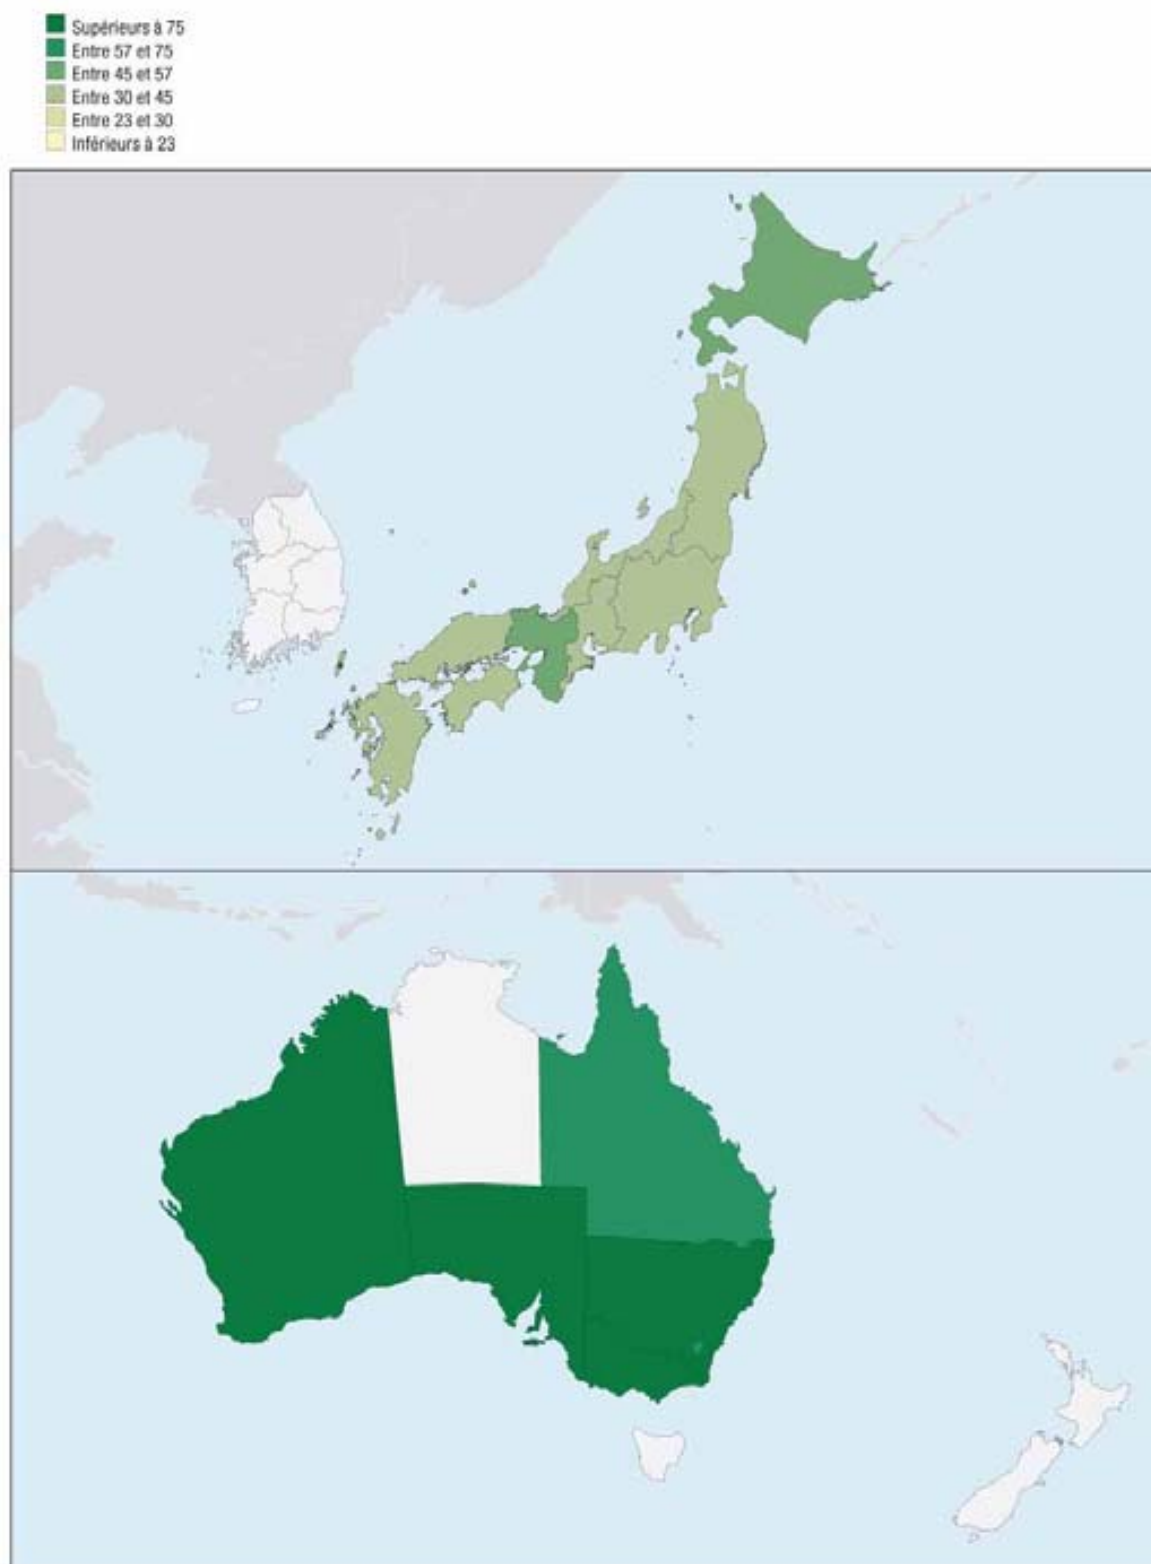 Supérieurs à 75
Entre 57 et 75
Entre 45 et 57
Entre 30 et 45
Entre 23 et 30
Inférieurs à 23